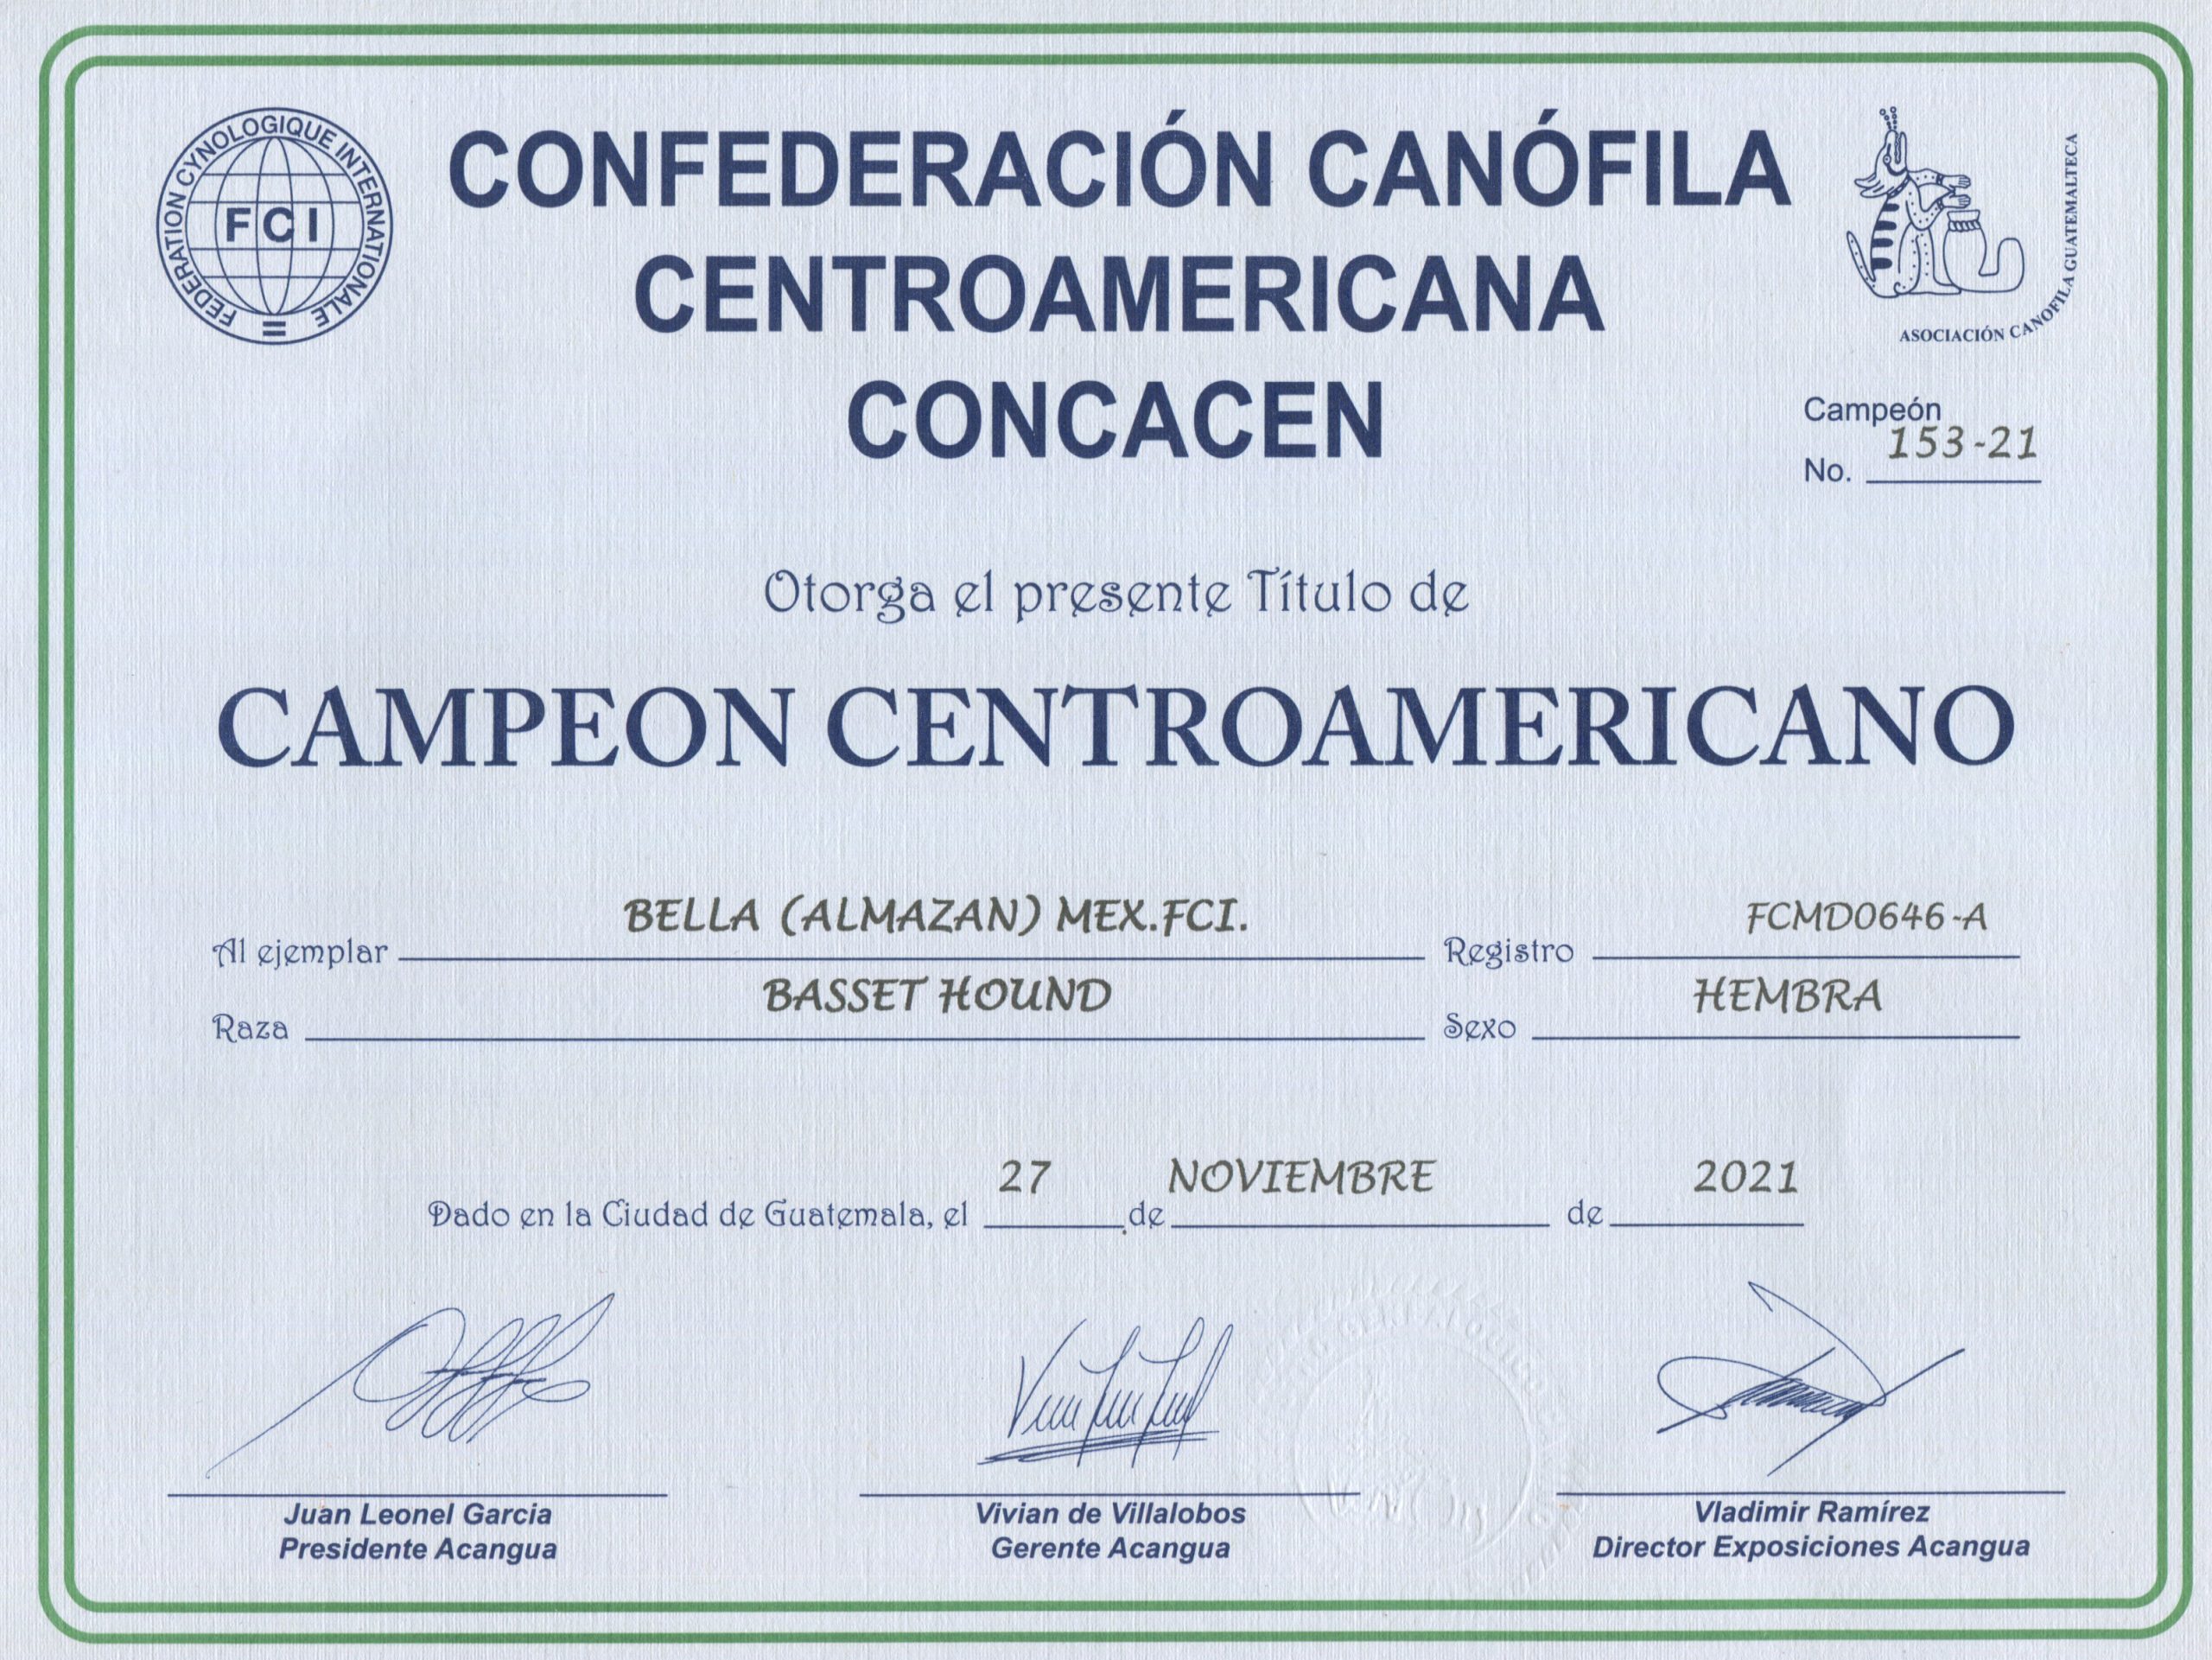 FEDERATION CYNOLOGIQUE INTERNATIONALE
FCI
CONFEDERACIÓN CANÓFILA
CENTROAMERICANA
CONCACEN
ASOCIACIÓN CANOFILA GUATEMALTECA
Campeón
No. 153-21
Otorga el presente Título de
CAMPEON CENTROAMERICANO
Al ejemplar BELLA (ALMAZAN) MEX.FCI. Registro FCMD0646-A
Raza BASSET HOUND Sexo HEMBRA
Dado en la Ciudad de Guatemala, el 27 de NOVIEMBRE de 2021
Juan Leonel Garcia
Presidente Acangua
Vivian de Villalobos
Gerente Acangua
Vladimir Ramírez
Director Exposiciones Acangua